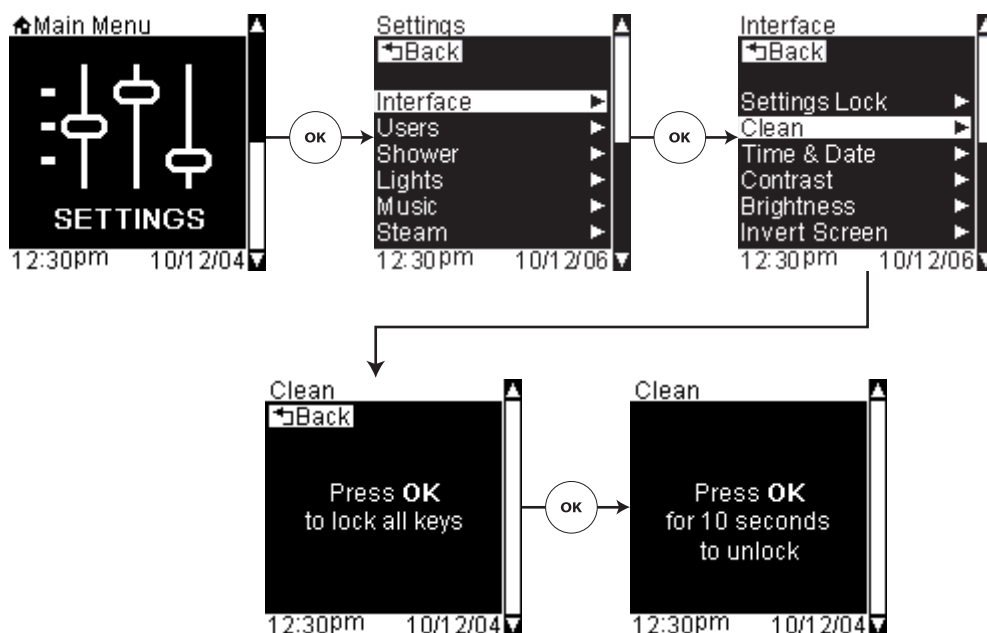 Main Menu
SETTINGS
12:30pm 10/12/04
OK
Settings
Back
Interface
Users
Shower
Lights
Music
Steam
12:30pm 10/12/06
OK
Interface
Back
Settings Lock
Clean
Time & Date
Contrast
Brightness
Invert Screen
12:30pm 10/12/06
Clean
Back
Press OK
to lock all keys
12:30pm 10/12/04
OK
Clean
Press OK
for 10 seconds
to unlock
12:30pm 10/12/04